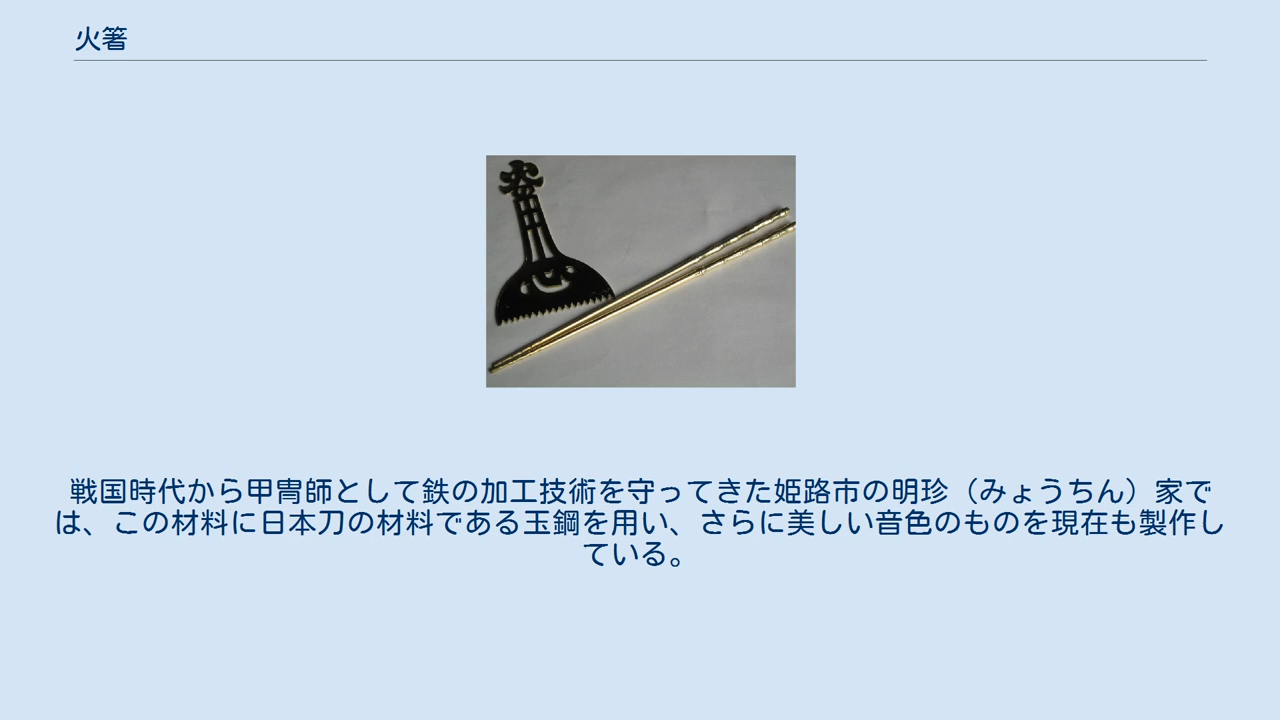 火箸
戦国時代から甲冑師として鉄の加工技術を守ってきた姫路市の明珍（みょうちん）家で
は、この材料に日本刀の材料である玉鋼を用い、さらに美しい音色のものを現在も製作し
ている。